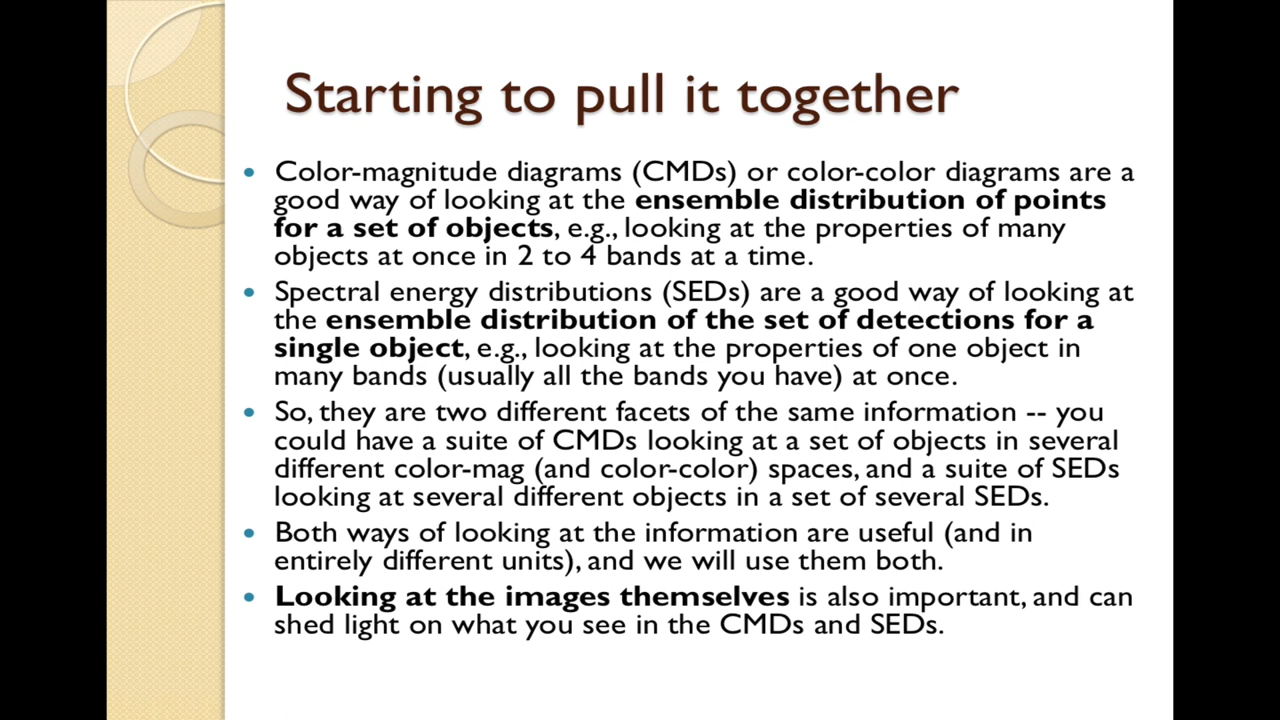 Starting to pull it together
• Color-magnitude diagrams (CMDs) or color-color diagrams are a
good way of looking at the ensemble distribution of points
for a set of objects, e.g., looking at the properties of many
objects at once in 2 to 4 bands at a time.
• Spectral energy distributions (SEDs) are a good way of looking at
the ensemble distribution of the set of detections for a
single object, e.g., looking at the properties of one object in
many bands (usually all the bands you have) at once.
• So, they are two different facets of the same information -- you
could have a suite of CMDs looking at a set of objects in several
different color-mag (and color-color) spaces, and a suite of SEDs
looking at several different objects in a set of several SEDs.
• Both ways of looking at the information are useful (and in
entirely different units), and we will use them both.
• Looking at the images themselves is also important, and can
shed light on what you see in the CMDs and SEDs.